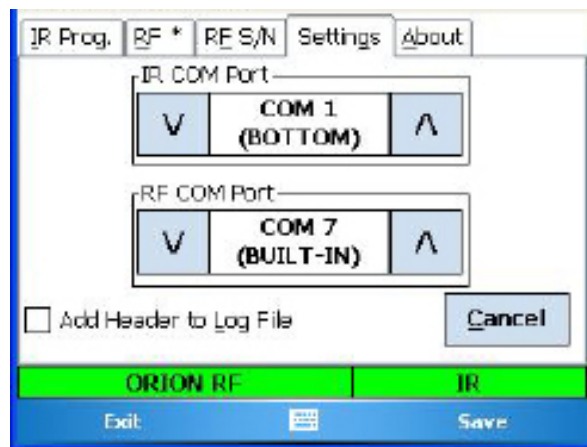 IR Prog. RF * RF S/N Settings About
IR COM Port
V COM 1 Λ
(BOTTOM)
RF COM Port
V COM 7 Λ
(BUILT-IN)
Add Header to Log File Cancel
ORION RF IR
Exit Save